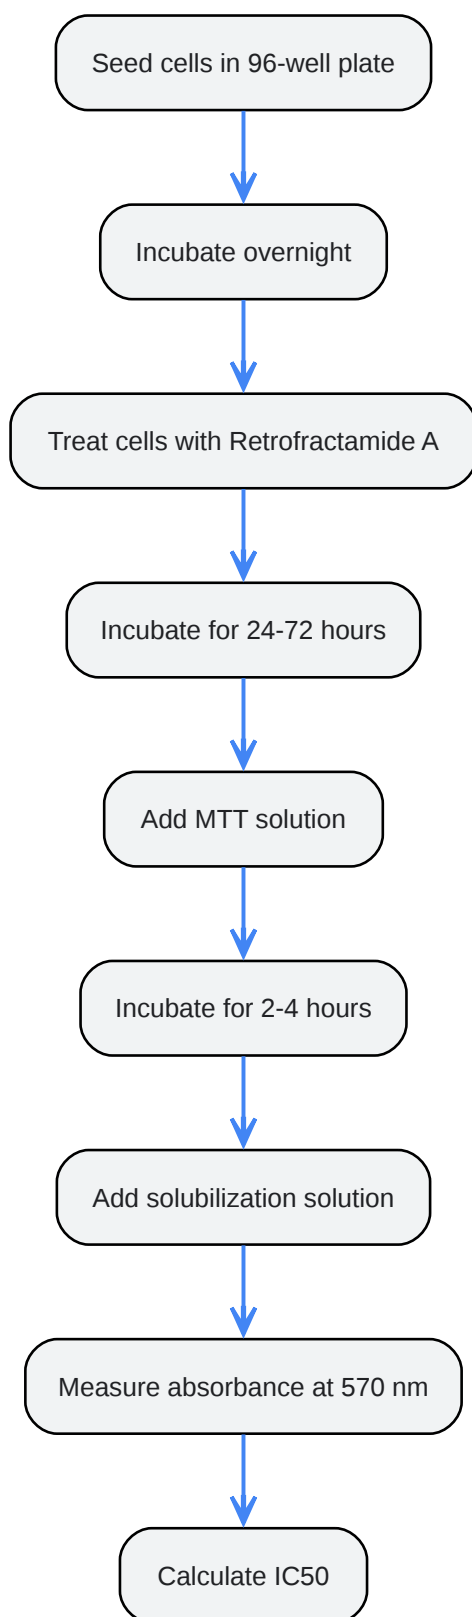 Seed cells in 96-well plate
Incubate overnight
Treat cells with Retrofractamide A
Incubate for 24-72 hours
Add MTT solution
Incubate for 2-4 hours
Add solubilization solution
Measure absorbance at 570 nm
Calculate IC50